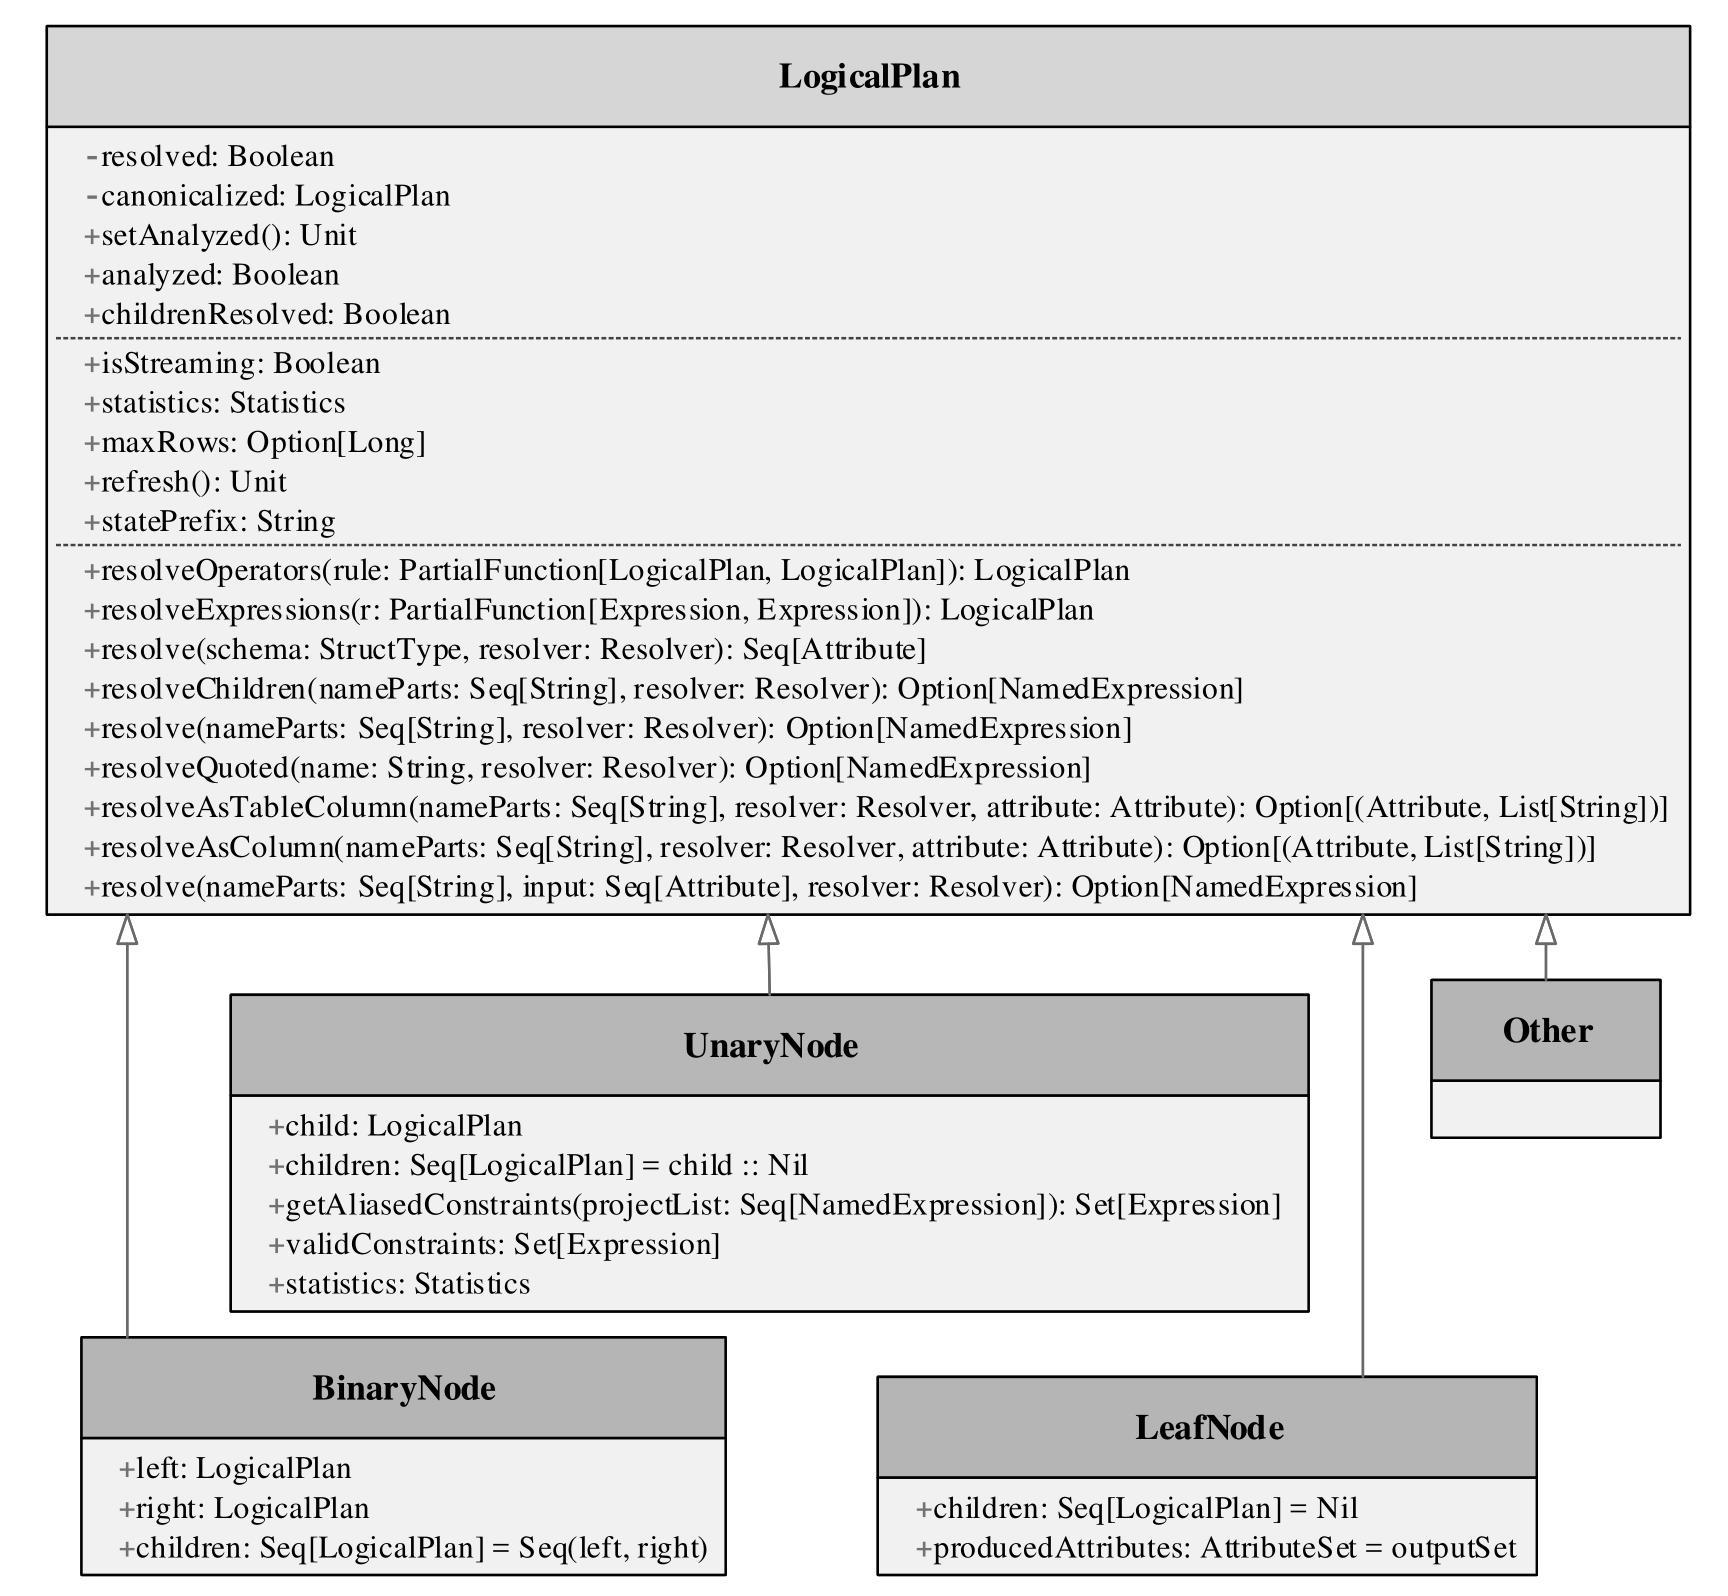 LogicalPlan
-resolved: Boolean
-canonicalized: LogicalPlan
+setAnalyzed(): Unit
+analyzed: Boolean
+childrenResolved: Boolean
+isStreaming: Boolean
+statistics: Statistics
+maxRows: Option[Long]
+refresh(): Unit
+statePrefix: String
+resolveOperators(rule: PartialFunction[LogicalPlan, LogicalPlan]): LogicalPlan
+resolveExpressions(r: PartialFunction[Expression, Expression]): LogicalPlan
+resolve(schema: StructType, resolver: Resolver): Seq[Attribute]
+resolveChildren(nameParts: Seq[String], resolver: Resolver): Option[NamedExpression]
+resolve(nameParts: Seq[String], resolver: Resolver): Option[NamedExpression]
+resolveQuoted(name: String, resolver: Resolver): Option[NamedExpression]
+resolveAsTableColumn(nameParts: Seq[String], resolver: Resolver, attribute: Attribute): Option[(Attribute, List[String])]
+resolveAsColumn(nameParts: Seq[String], resolver: Resolver, attribute: Attribute): Option[(Attribute, List[String])]
+resolve(nameParts: Seq[String], input: Seq[Attribute], resolver: Resolver): Option[NamedExpression]
UnaryNode
+child: LogicalPlan
+children: Seq[LogicalPlan] = child :: Nil
+getAliasedConstraints(projectList: Seq[NamedExpression]): Set[Expression]
+validConstraints: Set[Expression]
+statistics: Statistics
Other
BinaryNode
+left: LogicalPlan
+right: LogicalPlan
+children: Seq[LogicalPlan] = Seq(left, right)
LeafNode
+children: Seq[LogicalPlan] = Nil
+producedAttributes: AttributeSet = outputSet